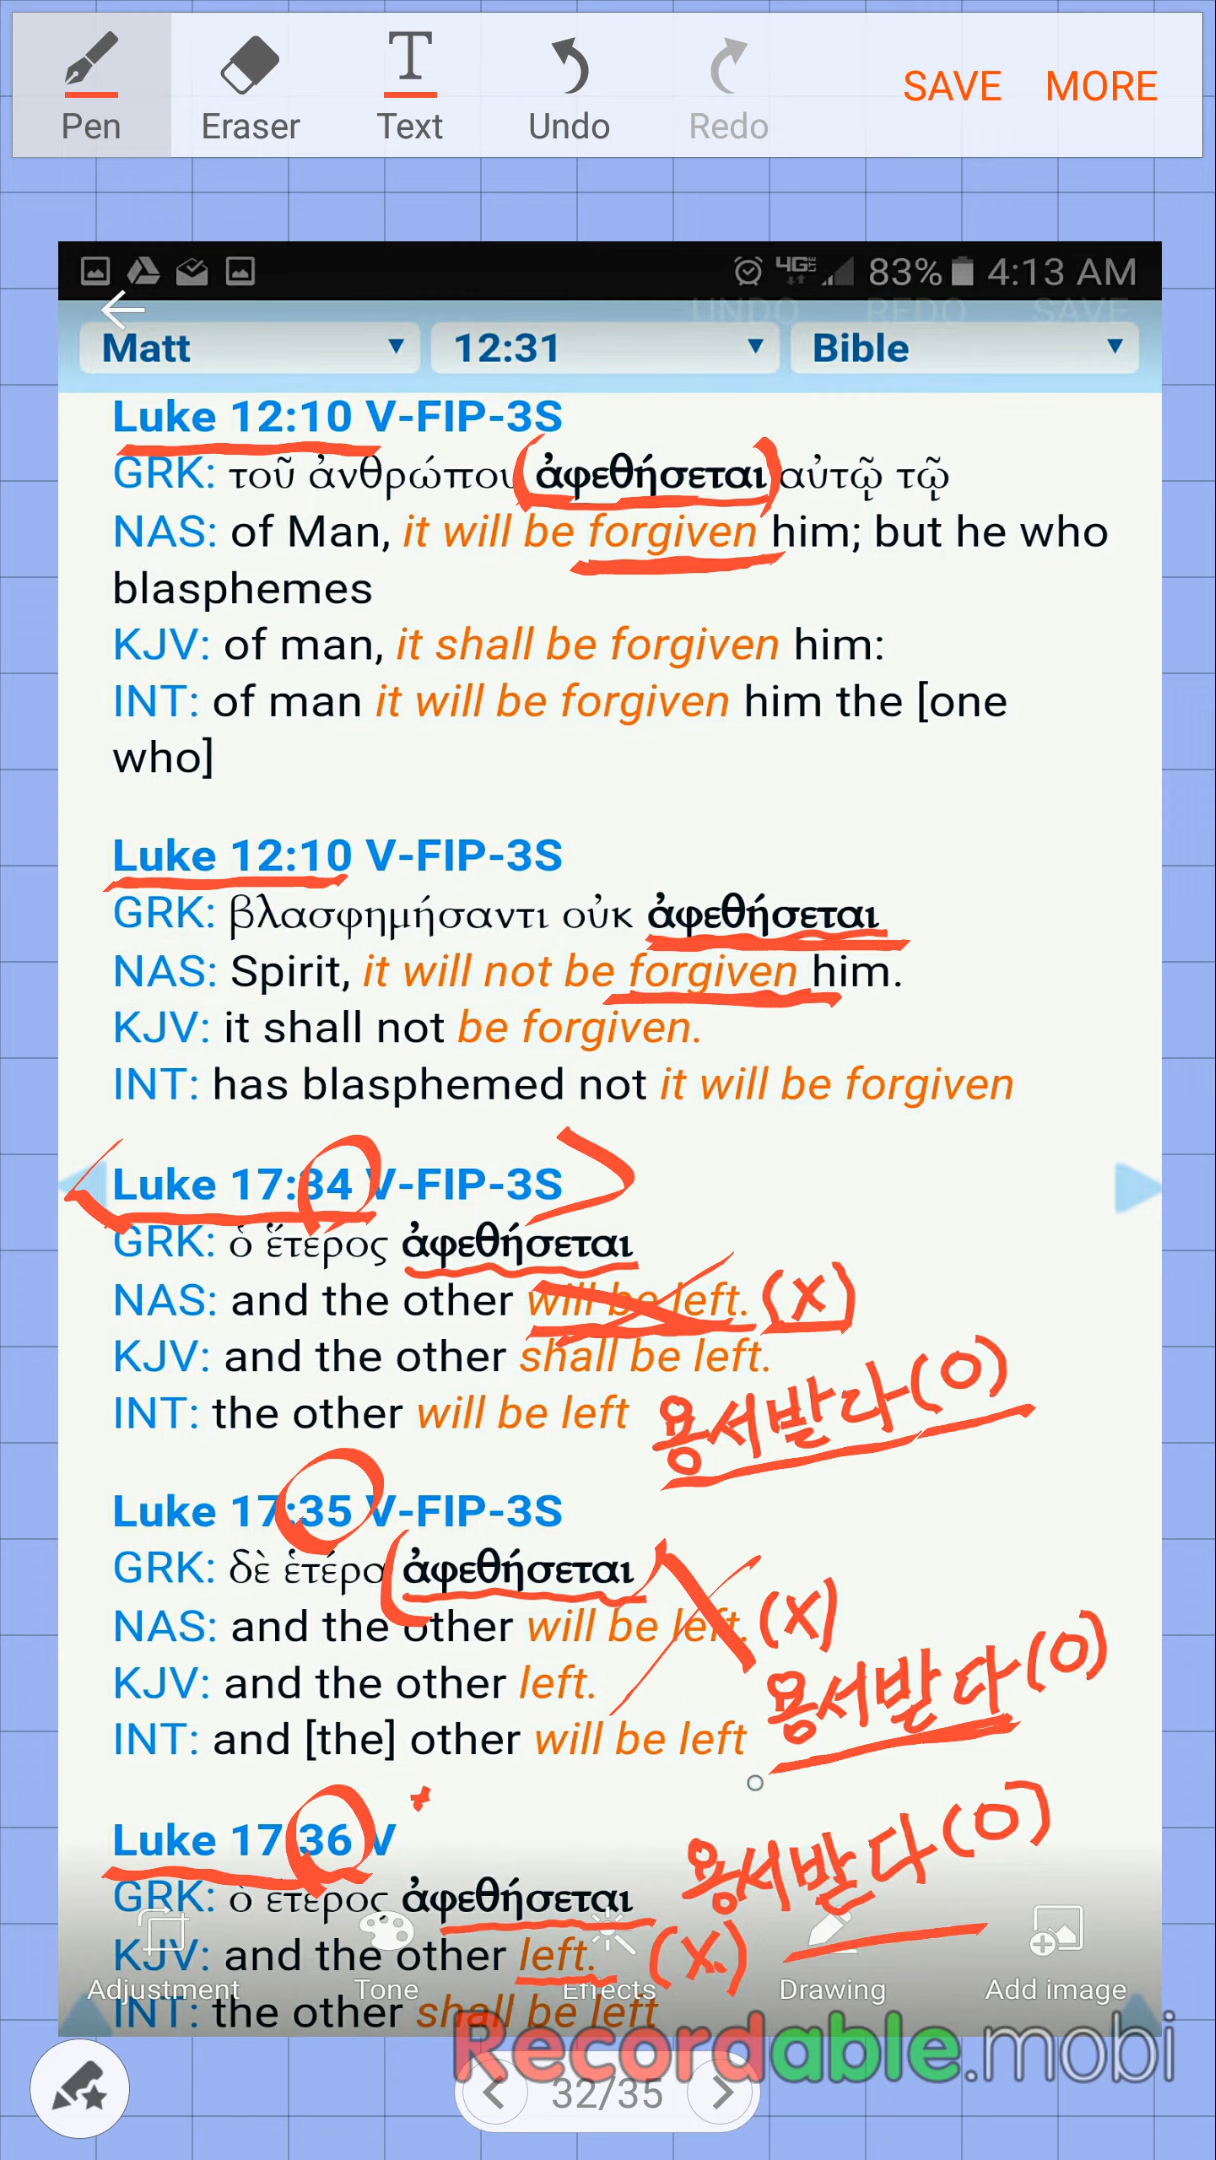 Pen Eraser Text Undo Redo SAVE MORE
4G LTE 83% 4:13 AM
UNDO REDO SAVE
Matt 12:31 Bible
Luke 12:10 V-FIP-3S
GRK: τοῦ ἀνθρώπου ἀφεθήσεται αὐτῷ τῷ
NAS: of Man, it will be forgiven him; but he who
blasphemes
KJV: of man, it shall be forgiven him:
INT: of man it will be forgiven him the [one
who]
Luke 12:10 V-FIP-3S
GRK: βλασφημήσαντι οὐκ ἀφεθήσεται
NAS: Spirit, it will not be forgiven him.
KJV: it shall not be forgiven.
INT: has blasphemed not it will be forgiven
Luke 17:34 V-FIP-3S
GRK: ὁ ἕτερος ἀφεθήσεται
NAS: and the other will be left. (X)
KJV: and the other shall be left.
INT: the other will be left 용서받다(O)
Luke 17:35 V-FIP-3S
GRK: δὲ ἑτέρα ἀφεθήσεται
NAS: and the other will be left. (X)
KJV: and the other left. 용서받다(O)
INT: and [the] other will be left
Luke 17:36 V
GRK: ὁ ἕτερος ἀφεθήσεται 용서받다(O)
KJV: and the other left. (X)
Adjustment Tone Effects Drawing Add image
INT: the other shall be left
Recordable.mobi
32/35